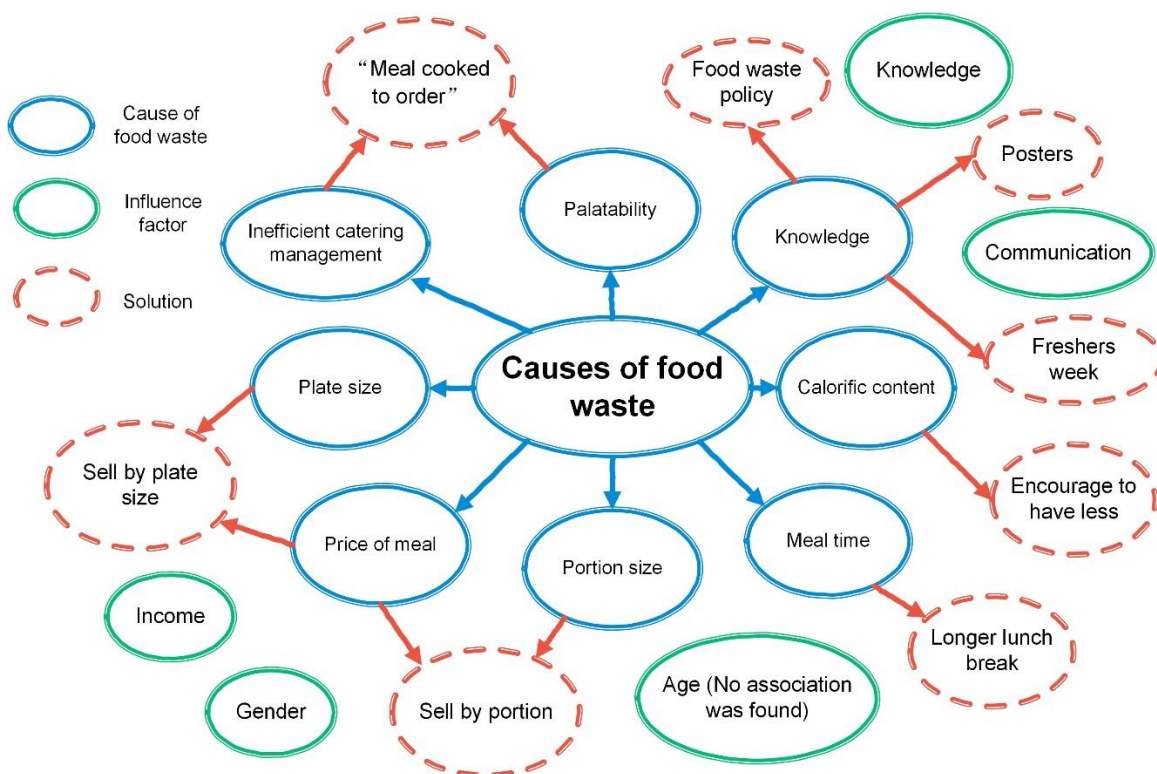 Cause of
food waste
Influence
factor
Solution
“Meal cooked
to order”
Food waste
policy
Knowledge
Posters
Inefficient catering
management
Palatability
Knowledge
Communication
Plate size
Causes of food
waste
Calorific content
Freshers
week
Sell by plate
size
Encourage to
have less
Price of meal
Portion size
Meal time
Income
Longer lunch
break
Gender
Sell by portion
Age (No association
was found)